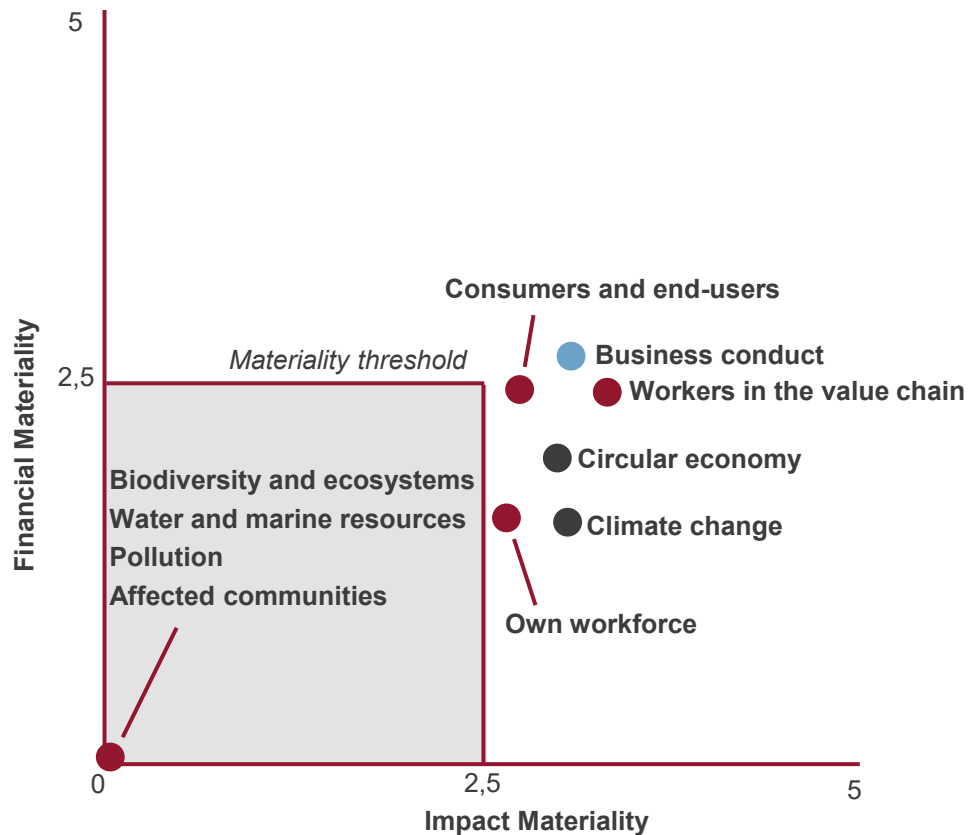 5
Consumers and end-users
Business conduct
Materiality threshold
2,5
Workers in the value chain
Circular economy
Biodiversity and ecosystems
Water and marine resources
Pollution
Affected communities
Climate change
Own workforce
Financial Materiality
0
2,5
5
Impact Materiality